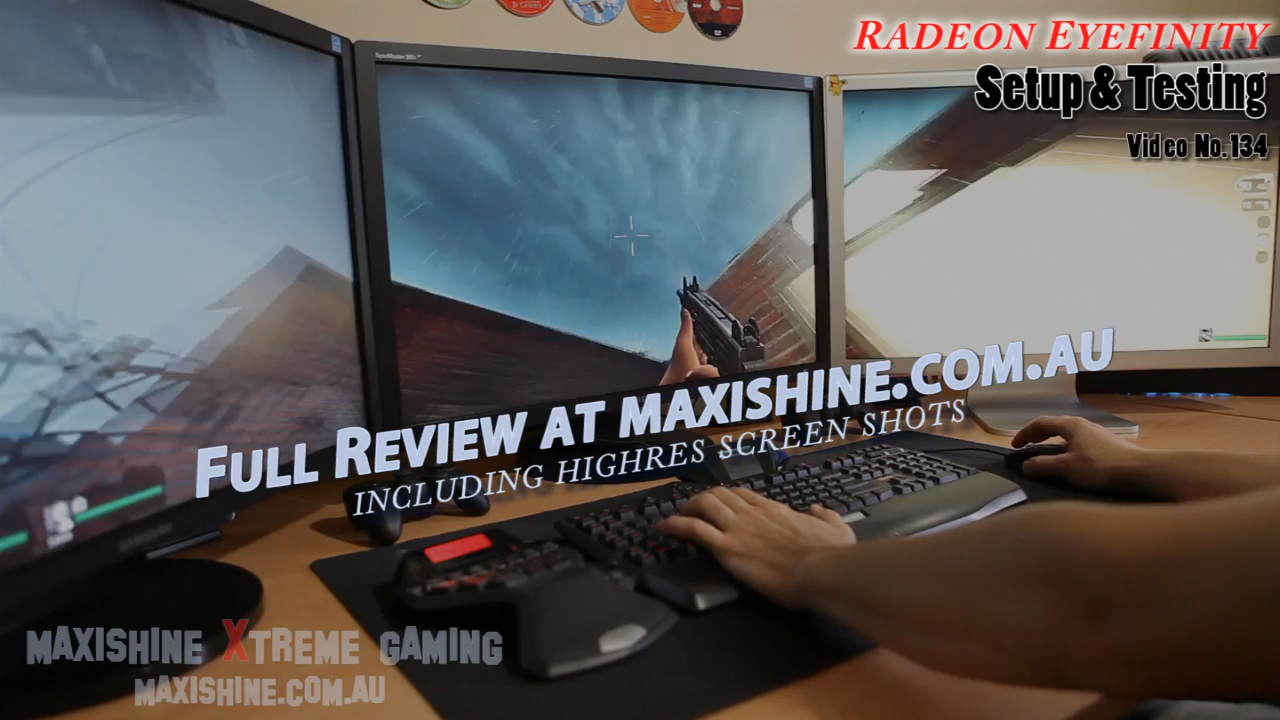 RADEON EYEFINITY
Setup & Testing
Video No.134
SyncMaster
FULL REVIEW AT MAXISHINE.COM.AU
INCLUDING HIGHRES SCREEN SHOTS
MAXISHINE XTREME GAMING
MAXISHINE.COM.AU